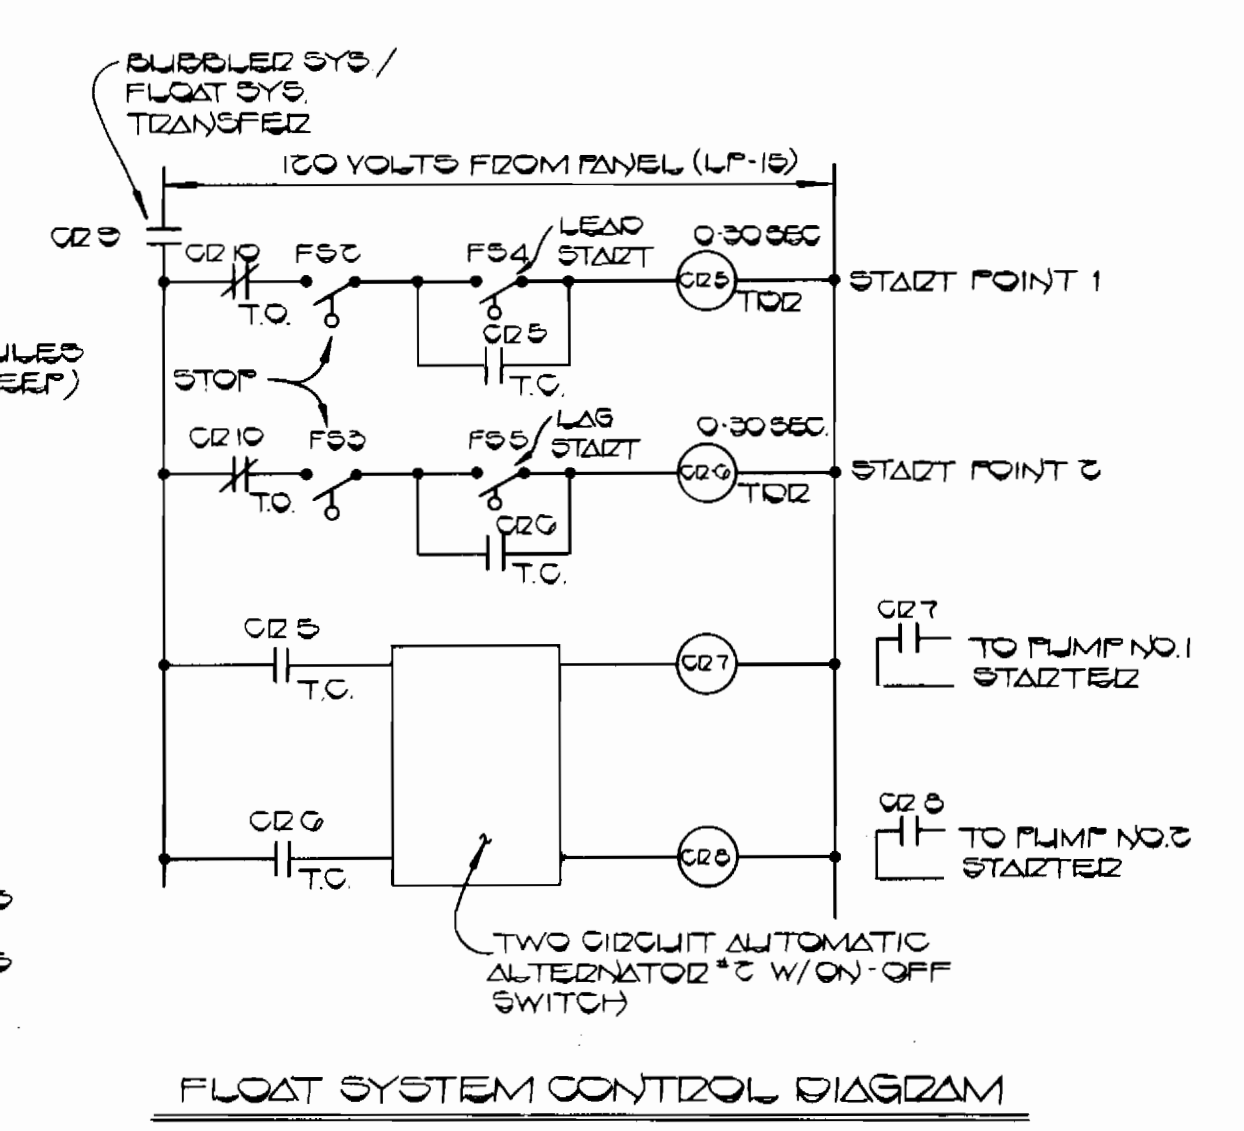 BUBBLER SYS./
FLOAT SYS.
TRANSFER
120 VOLTS FROM PANEL (LP-15)
CR9
CR10
FS2
FS4
LEAD
START
0-30 SEC
CR5
TDR
START POINT 1
T.O.
CR5
T.C.
STOP
EEP)
CR10
FS3
FS5
LAG
START
0-30 SEC.
CR6
TDR
START POINT 2
T.O.
CR6
T.C.
CR5
T.C.
CR7
CR7
TO PUMP NO.1
STARTER
CR6
T.C.
CR8
CR8
TO PUMP NO.2
STARTER
S
S
TWO CIRCUIT AUTOMATIC
ALTERNATOR #2 W/ON-OFF
SWITCH
FLOAT SYSTEM CONTROL DIAGRAM